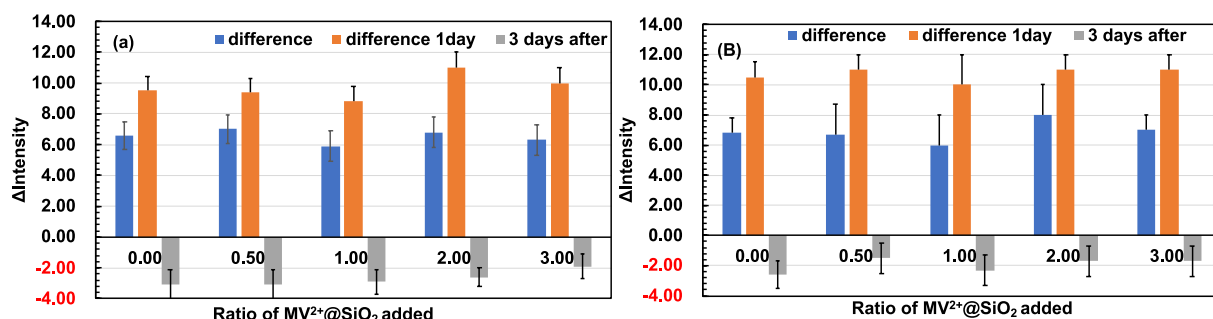 14.00
(a)
difference difference 1day 3 days after
12.00
10.00
8.00
6.00
4.00
2.00
0.00
-2.00
-4.00
ΔIntensity
0.00 0.50 1.00 2.00 3.00
Ratio of MV²⁺@SiO₂ added
14.00
(B)
difference difference 1day 3 days after
12.00
10.00
8.00
6.00
4.00
2.00
0.00
-2.00
-4.00
ΔIntensity
0.00 0.50 1.00 2.00 3.00
Ratio of MV²⁺@SiO₂ added